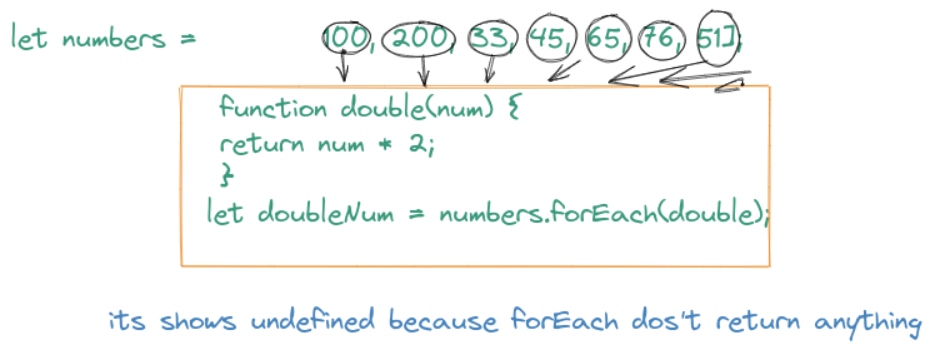 let numbers = 100, 200, 33, 45, 65, 76, 51],
function double(num) {
return num * 2;
}
let doubleNum = numbers.forEach(double);
its shows undefined because forEach dos't return anything